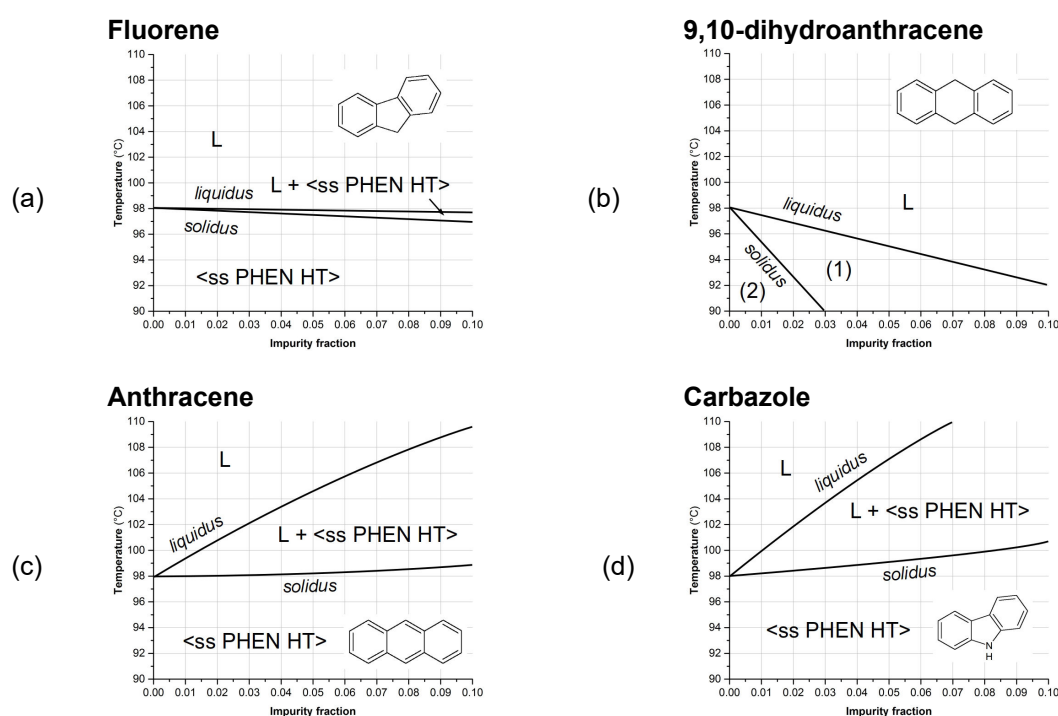 Fluorene
110
108
106
104
102
100
98
96
94
92
90
Temperature (°C)
L
liquidus
L + <ss PHEN HT>
solidus
<ss PHEN HT>
0.00 0.01 0.02 0.03 0.04 0.05 0.06 0.07 0.08 0.09 0.10
Impurity fraction
(a)
9,10-dihydroanthracene
110
108
106
104
102
100
98
96
94
92
90
Temperature (°C)
liquidus
L
solidus
(1)
(2)
0.00 0.01 0.02 0.03 0.04 0.05 0.06 0.07 0.08 0.09 0.10
Impurity fraction
(b)
Anthracene
110
108
106
104
102
100
98
96
94
92
90
Temperature (°C)
L
liquidus
L + <ss PHEN HT>
solidus
<ss PHEN HT>
0.00 0.01 0.02 0.03 0.04 0.05 0.06 0.07 0.08 0.09 0.10
Impurity fraction
(c)
Carbazole
110
108
106
104
102
100
98
96
94
92
90
Temperature (°C)
L
liquidus
L + <ss PHEN HT>
solidus
<ss PHEN HT>
N
H
0.00 0.01 0.02 0.03 0.04 0.05 0.06 0.07 0.08 0.09 0.10
Impurity fraction
(d)